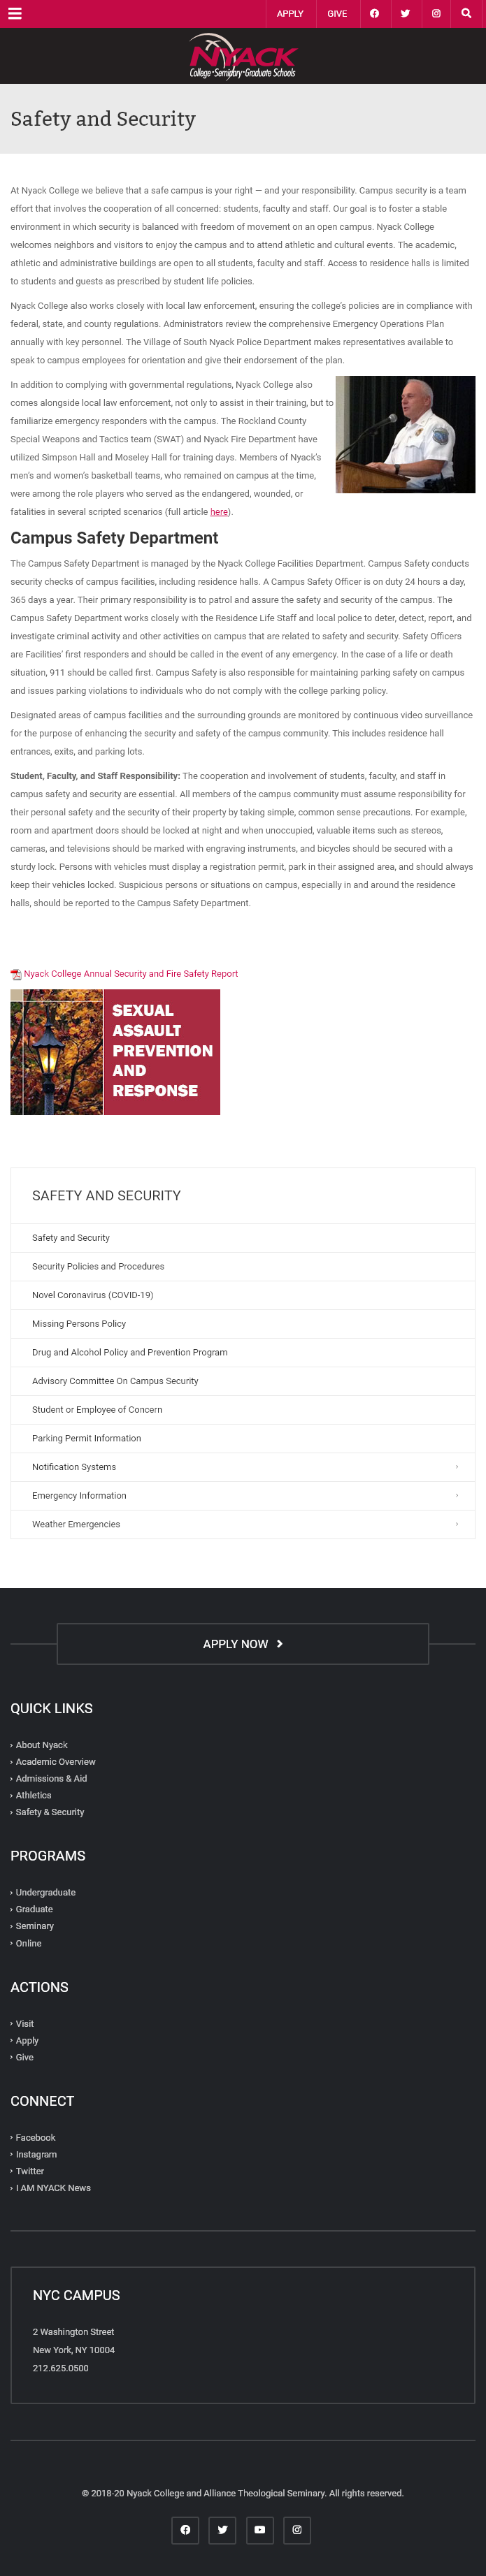 APPLY GIVE
NYACK
College • Seminary • Graduate Schools
Safety and Security
At Nyack College we believe that a safe campus is your right — and your responsibility. Campus security is a team
effort that involves the cooperation of all concerned: students, faculty and staff. Our goal is to foster a stable
environment in which security is balanced with freedom of movement on an open campus. Nyack College
welcomes neighbors and visitors to enjoy the campus and to attend athletic and cultural events. The academic,
athletic and administrative buildings are open to all students, faculty and staff. Access to residence halls is limited
to students and guests as prescribed by student life policies.
Nyack College also works closely with local law enforcement, ensuring the college's policies are in compliance with
federal, state, and county regulations. Administrators review the comprehensive Emergency Operations Plan
annually with key personnel. The Village of South Nyack Police Department makes representatives available to
speak to campus employees for orientation and give their endorsement of the plan.
In addition to complying with governmental regulations, Nyack College also
comes alongside local law enforcement, not only to assist in their training, but to
familiarize emergency responders with the campus. The Rockland County
Special Weapons and Tactics team (SWAT) and Nyack Fire Department have
utilized Simpson Hall and Moseley Hall for training days. Members of Nyack's
men's and women's basketball teams, who remained on campus at the time,
were among the role players who served as the endangered, wounded, or
fatalities in several scripted scenarios (full article here).
Campus Safety Department
The Campus Safety Department is managed by the Nyack College Facilities Department. Campus Safety conducts
security checks of campus facilities, including residence halls. A Campus Safety Officer is on duty 24 hours a day,
365 days a year. Their primary responsibility is to patrol and assure the safety and security of the campus. The
Campus Safety Department works closely with the Residence Life Staff and local police to deter, detect, report, and
investigate criminal activity and other activities on campus that are related to safety and security. Safety Officers
are Facilities' first responders and should be called in the event of any emergency. In the case of a life or death
situation, 911 should be called first. Campus Safety is also responsible for maintaining parking safety on campus
and issues parking violations to individuals who do not comply with the college parking policy.
Designated areas of campus facilities and the surrounding grounds are monitored by continuous video surveillance
for the purpose of enhancing the security and safety of the campus community. This includes residence hall
entrances, exits, and parking lots.
Student, Faculty, and Staff Responsibility: The cooperation and involvement of students, faculty, and staff in
campus safety and security are essential. All members of the campus community must assume responsibility for
their personal safety and the security of their property by taking simple, common sense precautions. For example,
room and apartment doors should be locked at night and when unoccupied, valuable items such as stereos,
cameras, and televisions should be marked with engraving instruments, and bicycles should be secured with a
sturdy lock. Persons with vehicles must display a registration permit, park in their assigned area, and should always
keep their vehicles locked. Suspicious persons or situations on campus, especially in and around the residence
halls, should be reported to the Campus Safety Department.
Nyack College Annual Security and Fire Safety Report
SEXUAL
ASSAULT
PREVENTION
AND
RESPONSE
SAFETY AND SECURITY
Safety and Security
Security Policies and Procedures
Novel Coronavirus (COVID-19)
Missing Persons Policy
Drug and Alcohol Policy and Prevention Program
Advisory Committee On Campus Security
Student or Employee of Concern
Parking Permit Information
Notification Systems
Emergency Information
Weather Emergencies
APPLY NOW
QUICK LINKS
About Nyack
Academic Overview
Admissions & Aid
Athletics
Safety & Security
PROGRAMS
Undergraduate
Graduate
Seminary
Online
ACTIONS
Visit
Apply
Give
CONNECT
Facebook
Instagram
Twitter
I AM NYACK News
NYC CAMPUS
2 Washington Street
New York, NY 10004
212.625.0500
© 2018-20 Nyack College and Alliance Theological Seminary. All rights reserved.